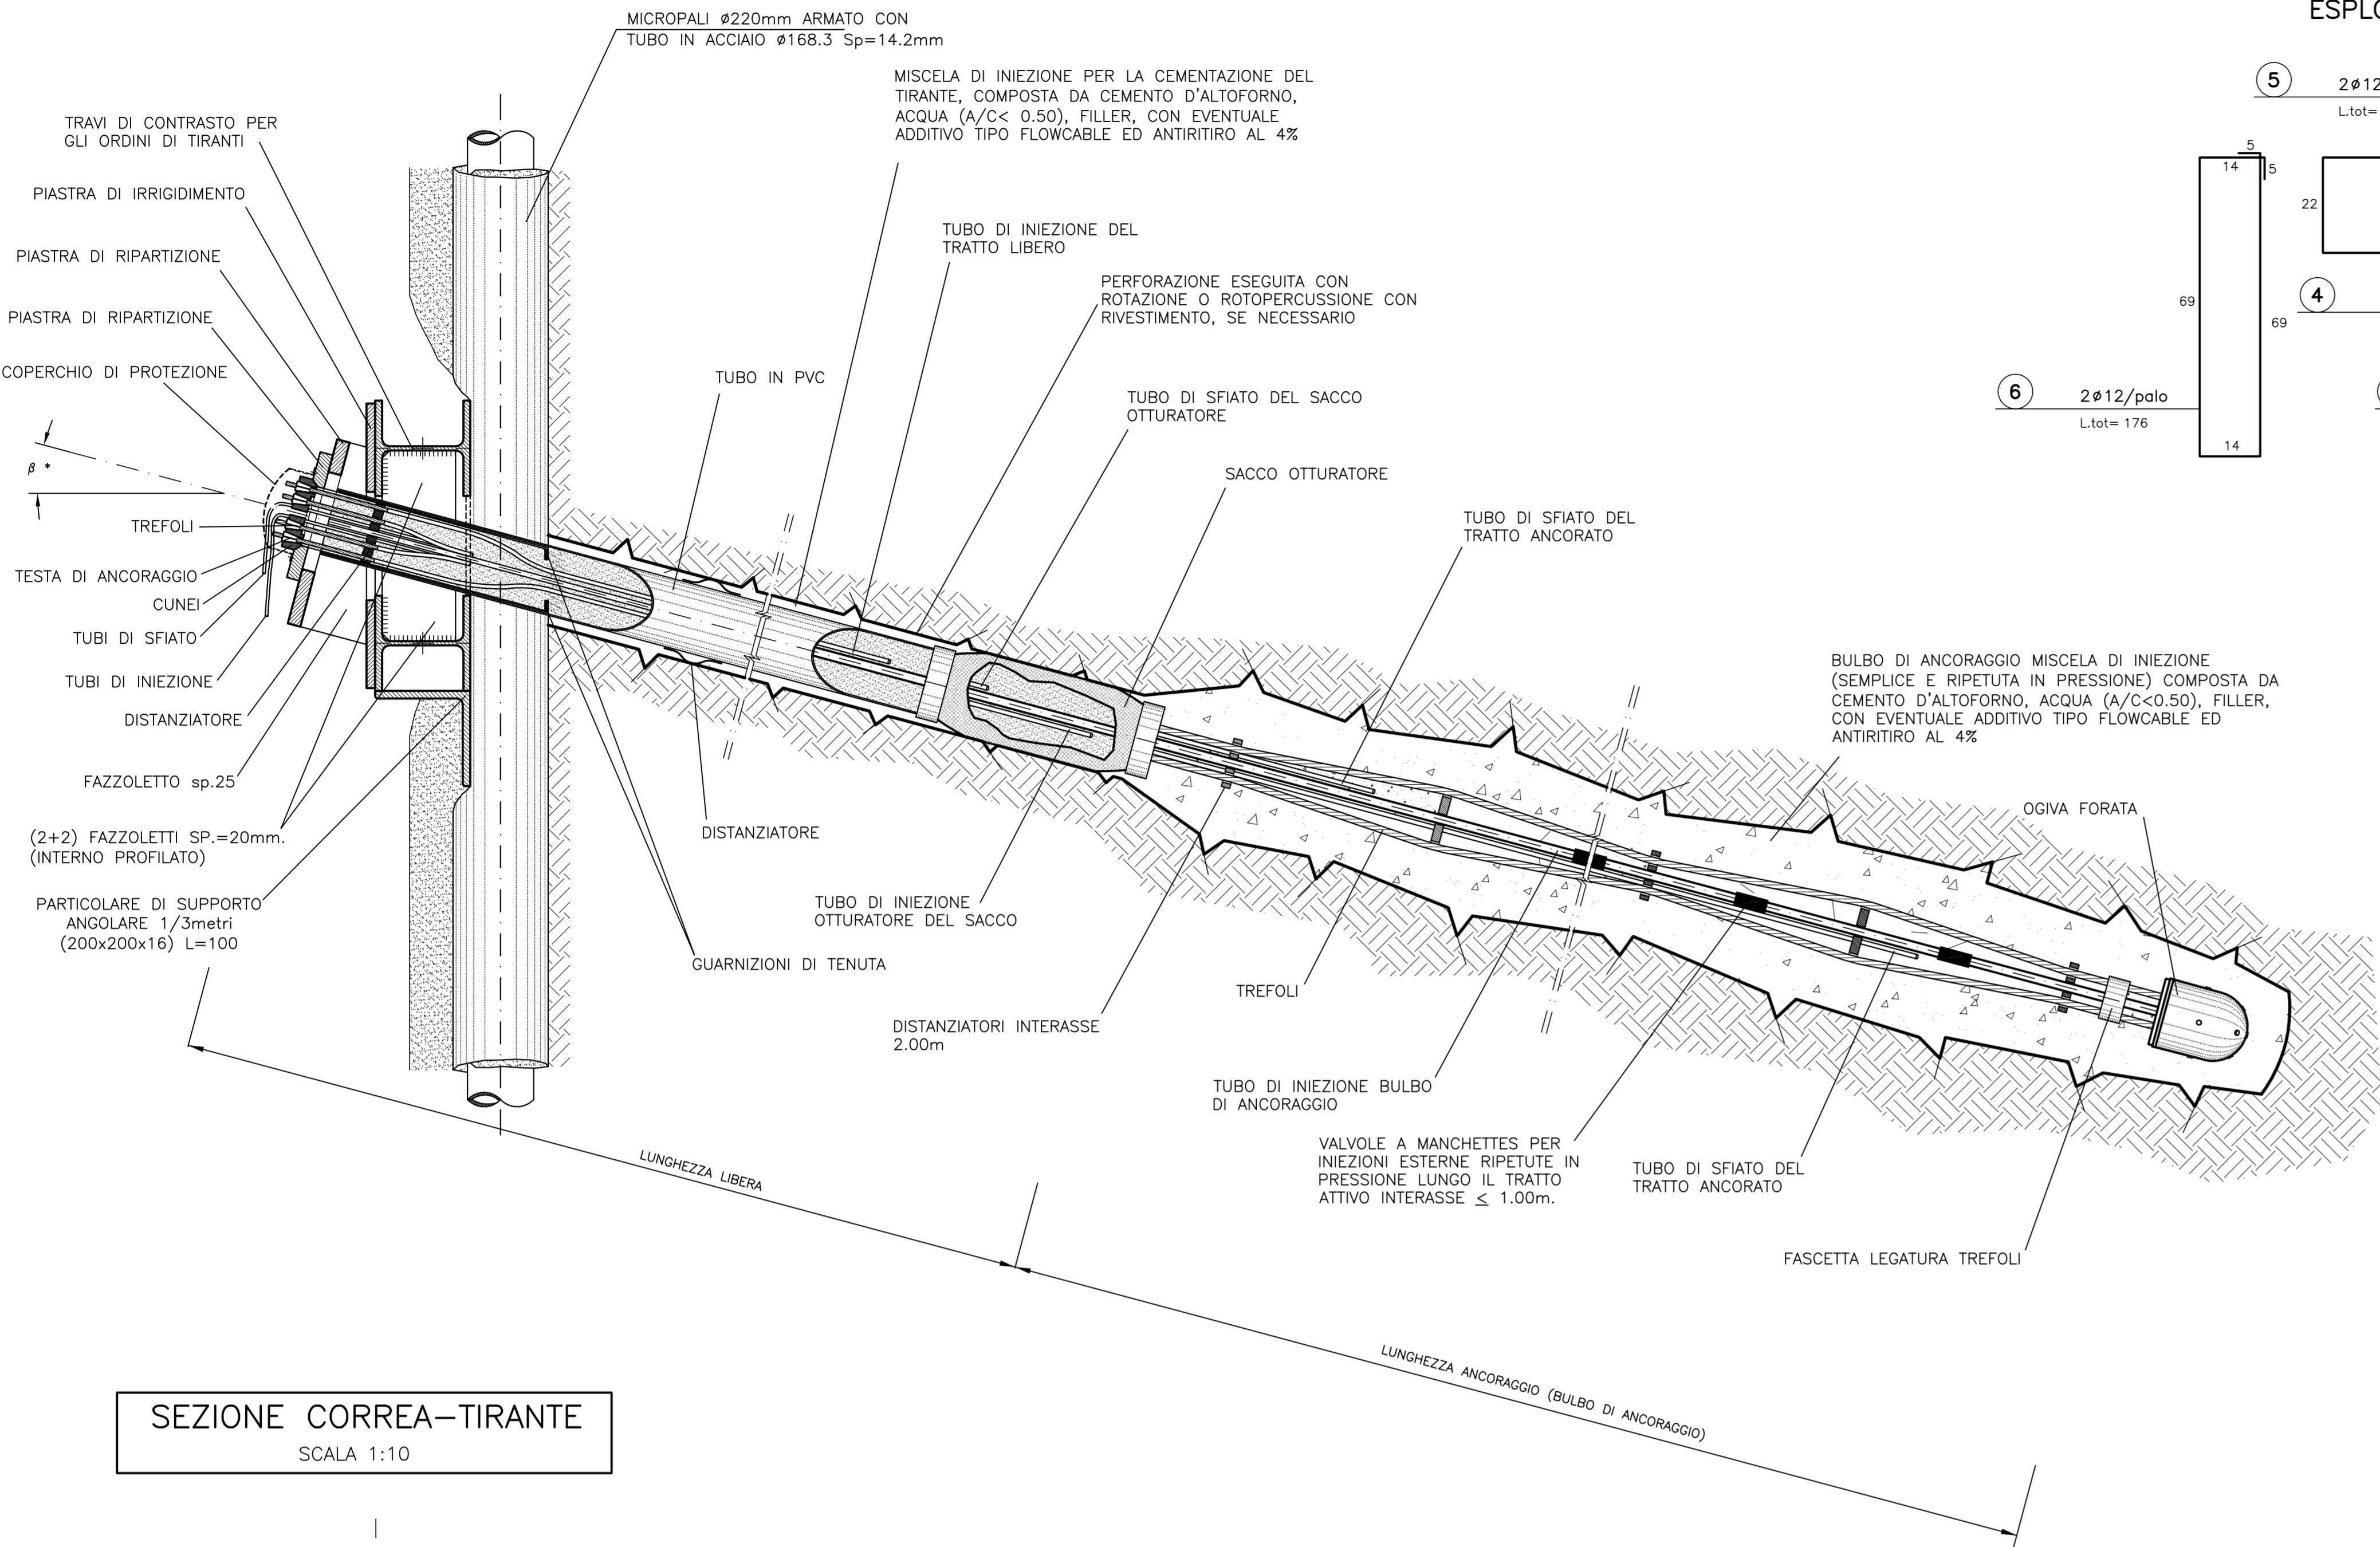 MICROPALI ø220mm ARMATO CON
TUBO IN ACCIAIO ø168.3 Sp=14.2mm
MISCELA DI INIEZIONE PER LA CEMENTAZIONE DEL
TIRANTE, COMPOSTA DA CEMENTO D'ALTOFORNO,
ACQUA (A/C< 0.50), FILLER, CON EVENTUALE
ADDITIVO TIPO FLOWCABLE ED ANTIRITIRO AL 4%
TRAVI DI CONTRASTO PER
GLI ORDINI DI TIRANTI
PIASTRA DI IRRIGIDIMENTO
PIASTRA DI RIPARTIZIONE
PIASTRA DI RIPARTIZIONE
COPERCHIO DI PROTEZIONE
β *
TREFOLI
TESTA DI ANCORAGGIO
CUNEI
TUBI DI SFIATO
TUBI DI INIEZIONE
DISTANZIATORE
FAZZOLETTO sp.25
(2+2) FAZZOLETTI SP.=20mm.
(INTERNO PROFILATO)
PARTICOLARE DI SUPPORTO
ANGOLARE 1/3metri
(200x200x16) L=100
TUBO DI INIEZIONE DEL
TRATTO LIBERO
PERFORAZIONE ESEGUITA CON
ROTAZIONE O ROTOPERCUSSIONE CON
RIVESTIMENTO, SE NECESSARIO
TUBO IN PVC
TUBO DI SFIATO DEL SACCO
OTTURATORE
SACCO OTTURATORE
TUBO DI SFIATO DEL
TRATTO ANCORATO
BULBO DI ANCORAGGIO MISCELA DI INIEZIONE
(SEMPLICE E RIPETUTA IN PRESSIONE) COMPOSTA DA
CEMENTO D'ALTOFORNO, ACQUA (A/C<0.50), FILLER,
CON EVENTUALE ADDITIVO TIPO FLOWCABLE ED
ANTIRITIRO AL 4%
OGIVA FORATA
DISTANZIATORE
TUBO DI INIEZIONE
OTTURATORE DEL SACCO
GUARNIZIONI DI TENUTA
DISTANZIATORI INTERASSE
2.00m
TREFOLI
TUBO DI INIEZIONE BULBO
DI ANCORAGGIO
VALVOLE A MANCHETTES PER
INIEZIONI ESTERNE RIPETUTE IN
PRESSIONE LUNGO IL TRATTO
ATTIVO INTERASSE ≤ 1.00m.
TUBO DI SFIATO DEL
TRATTO ANCORATO
FASCETTA LEGATURA TREFOLI
LUNGHEZZA LIBERA
LUNGHEZZA ANCORAGGIO (BULBO DI ANCORAGGIO)
SEZIONE CORREA-TIRANTE
SCALA 1:10
5
2ø12
L.tot=
5
14
5
22
69
69
4
6
2ø12/palo
L.tot= 176
14